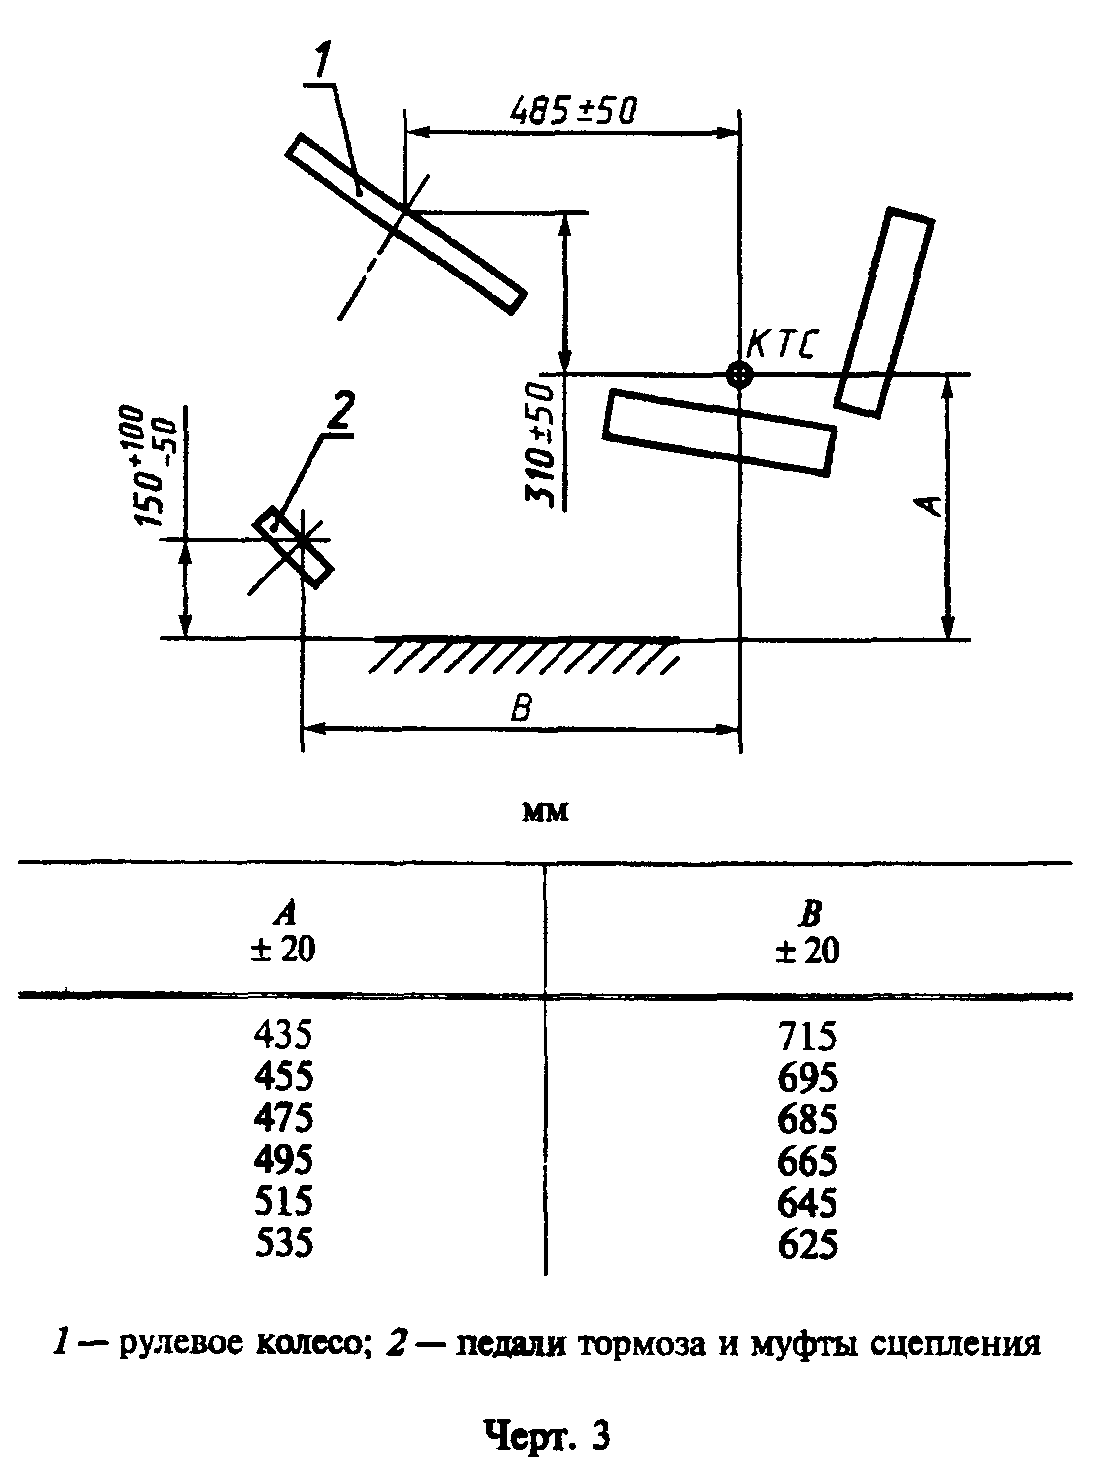 1
485±50
КТС
2
150+100
-50
310±50
A
B
мм
A B
± 20 ± 20
435 715
455 695
475 685
495 665
515 645
535 625
1 — рулевое колесо; 2 — педали тормоза и муфты сцепления
Черт. 3